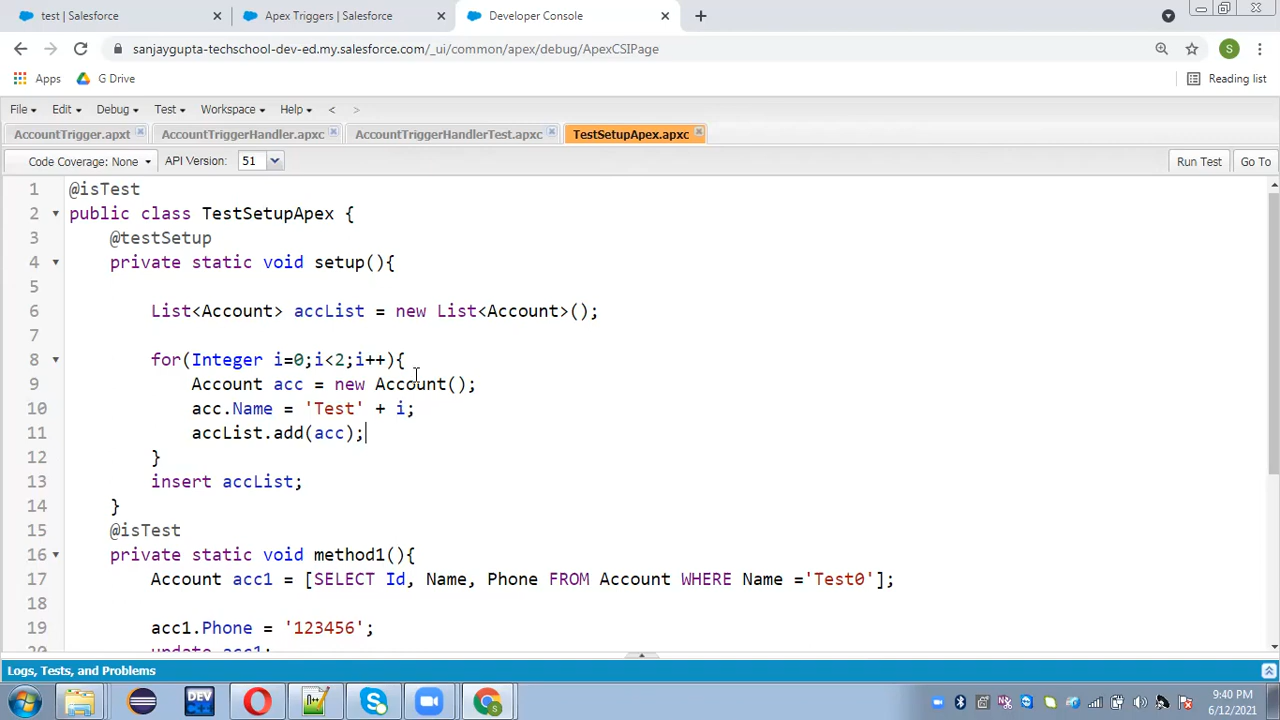 test | Salesforce
Apex Triggers | Salesforce
Developer Console
sanjaygupta-techschool-dev-ed.my.salesforce.com/_ui/common/apex/debug/ApexCSIPage
S
Apps
G Drive
Reading list
File Edit Debug Test Workspace Help < >
AccountTrigger.apxt AccountTriggerHandler.apxc AccountTriggerHandlerTest.apxc TestSetupApex.apxc
Code Coverage: None API Version: 51 Run Test Go To
1 @isTest
2 public class TestSetupApex {
3 @testSetup
4 private static void setup(){
5
6 List<Account> accList = new List<Account>();
7
8 for(Integer i=0;i<2;i++){
9 Account acc = new Account();
10 acc.Name = 'Test' + i;
11 accList.add(acc);
12 }
13 insert accList;
14 }
15 @isTest
16 private static void method1(){
17 Account acc1 = [SELECT Id, Name, Phone FROM Account WHERE Name ='Test0'];
18
19 acc1.Phone = '123456';
20 update acc1;
Logs, Tests, and Problems
DEV
9:40 PM
6/12/2021